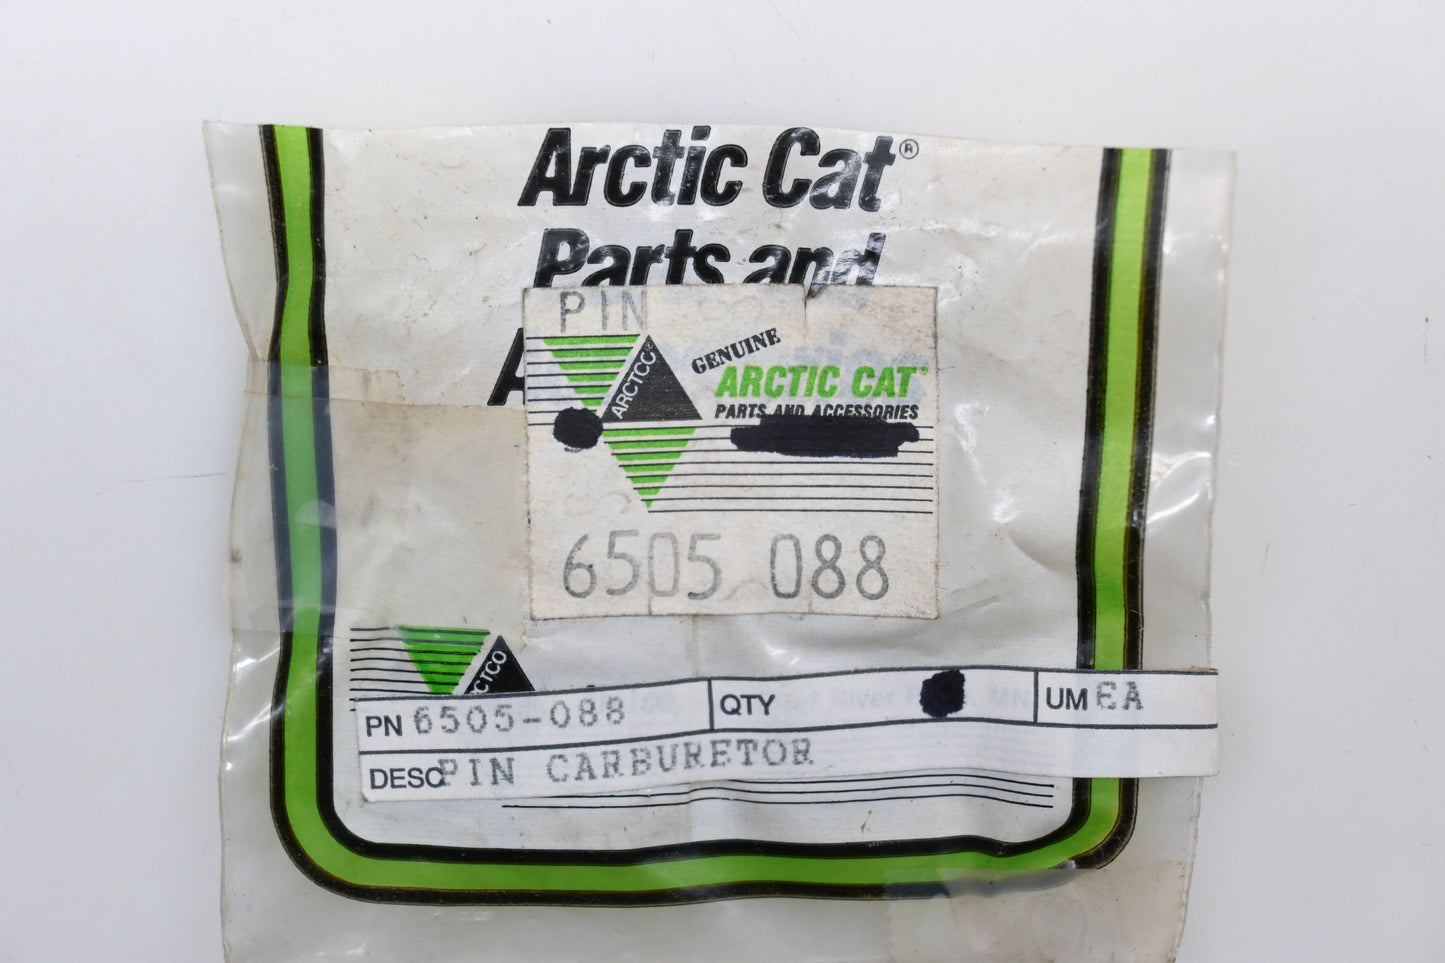 Arctic Cat®
Parts and
A
PIN
ARCTCO
GENUINE
ARCTIC CAT®
PARTS AND ACCESSORIES
6505 088
CTCO
PN 6505-088 QTY UM EA
DESC PIN CARBURETOR